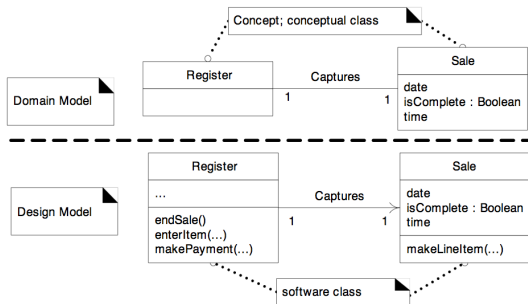 Concept; conceptual class
Domain Model
Register
Captures
1
1
Sale
date
isComplete : Boolean
time
Design Model
Register
...
endSale()
enterItem(...)
makePayment(...)
Captures
1
1
Sale
date
isComplete : Boolean
time
makeLineItem(...)
software class